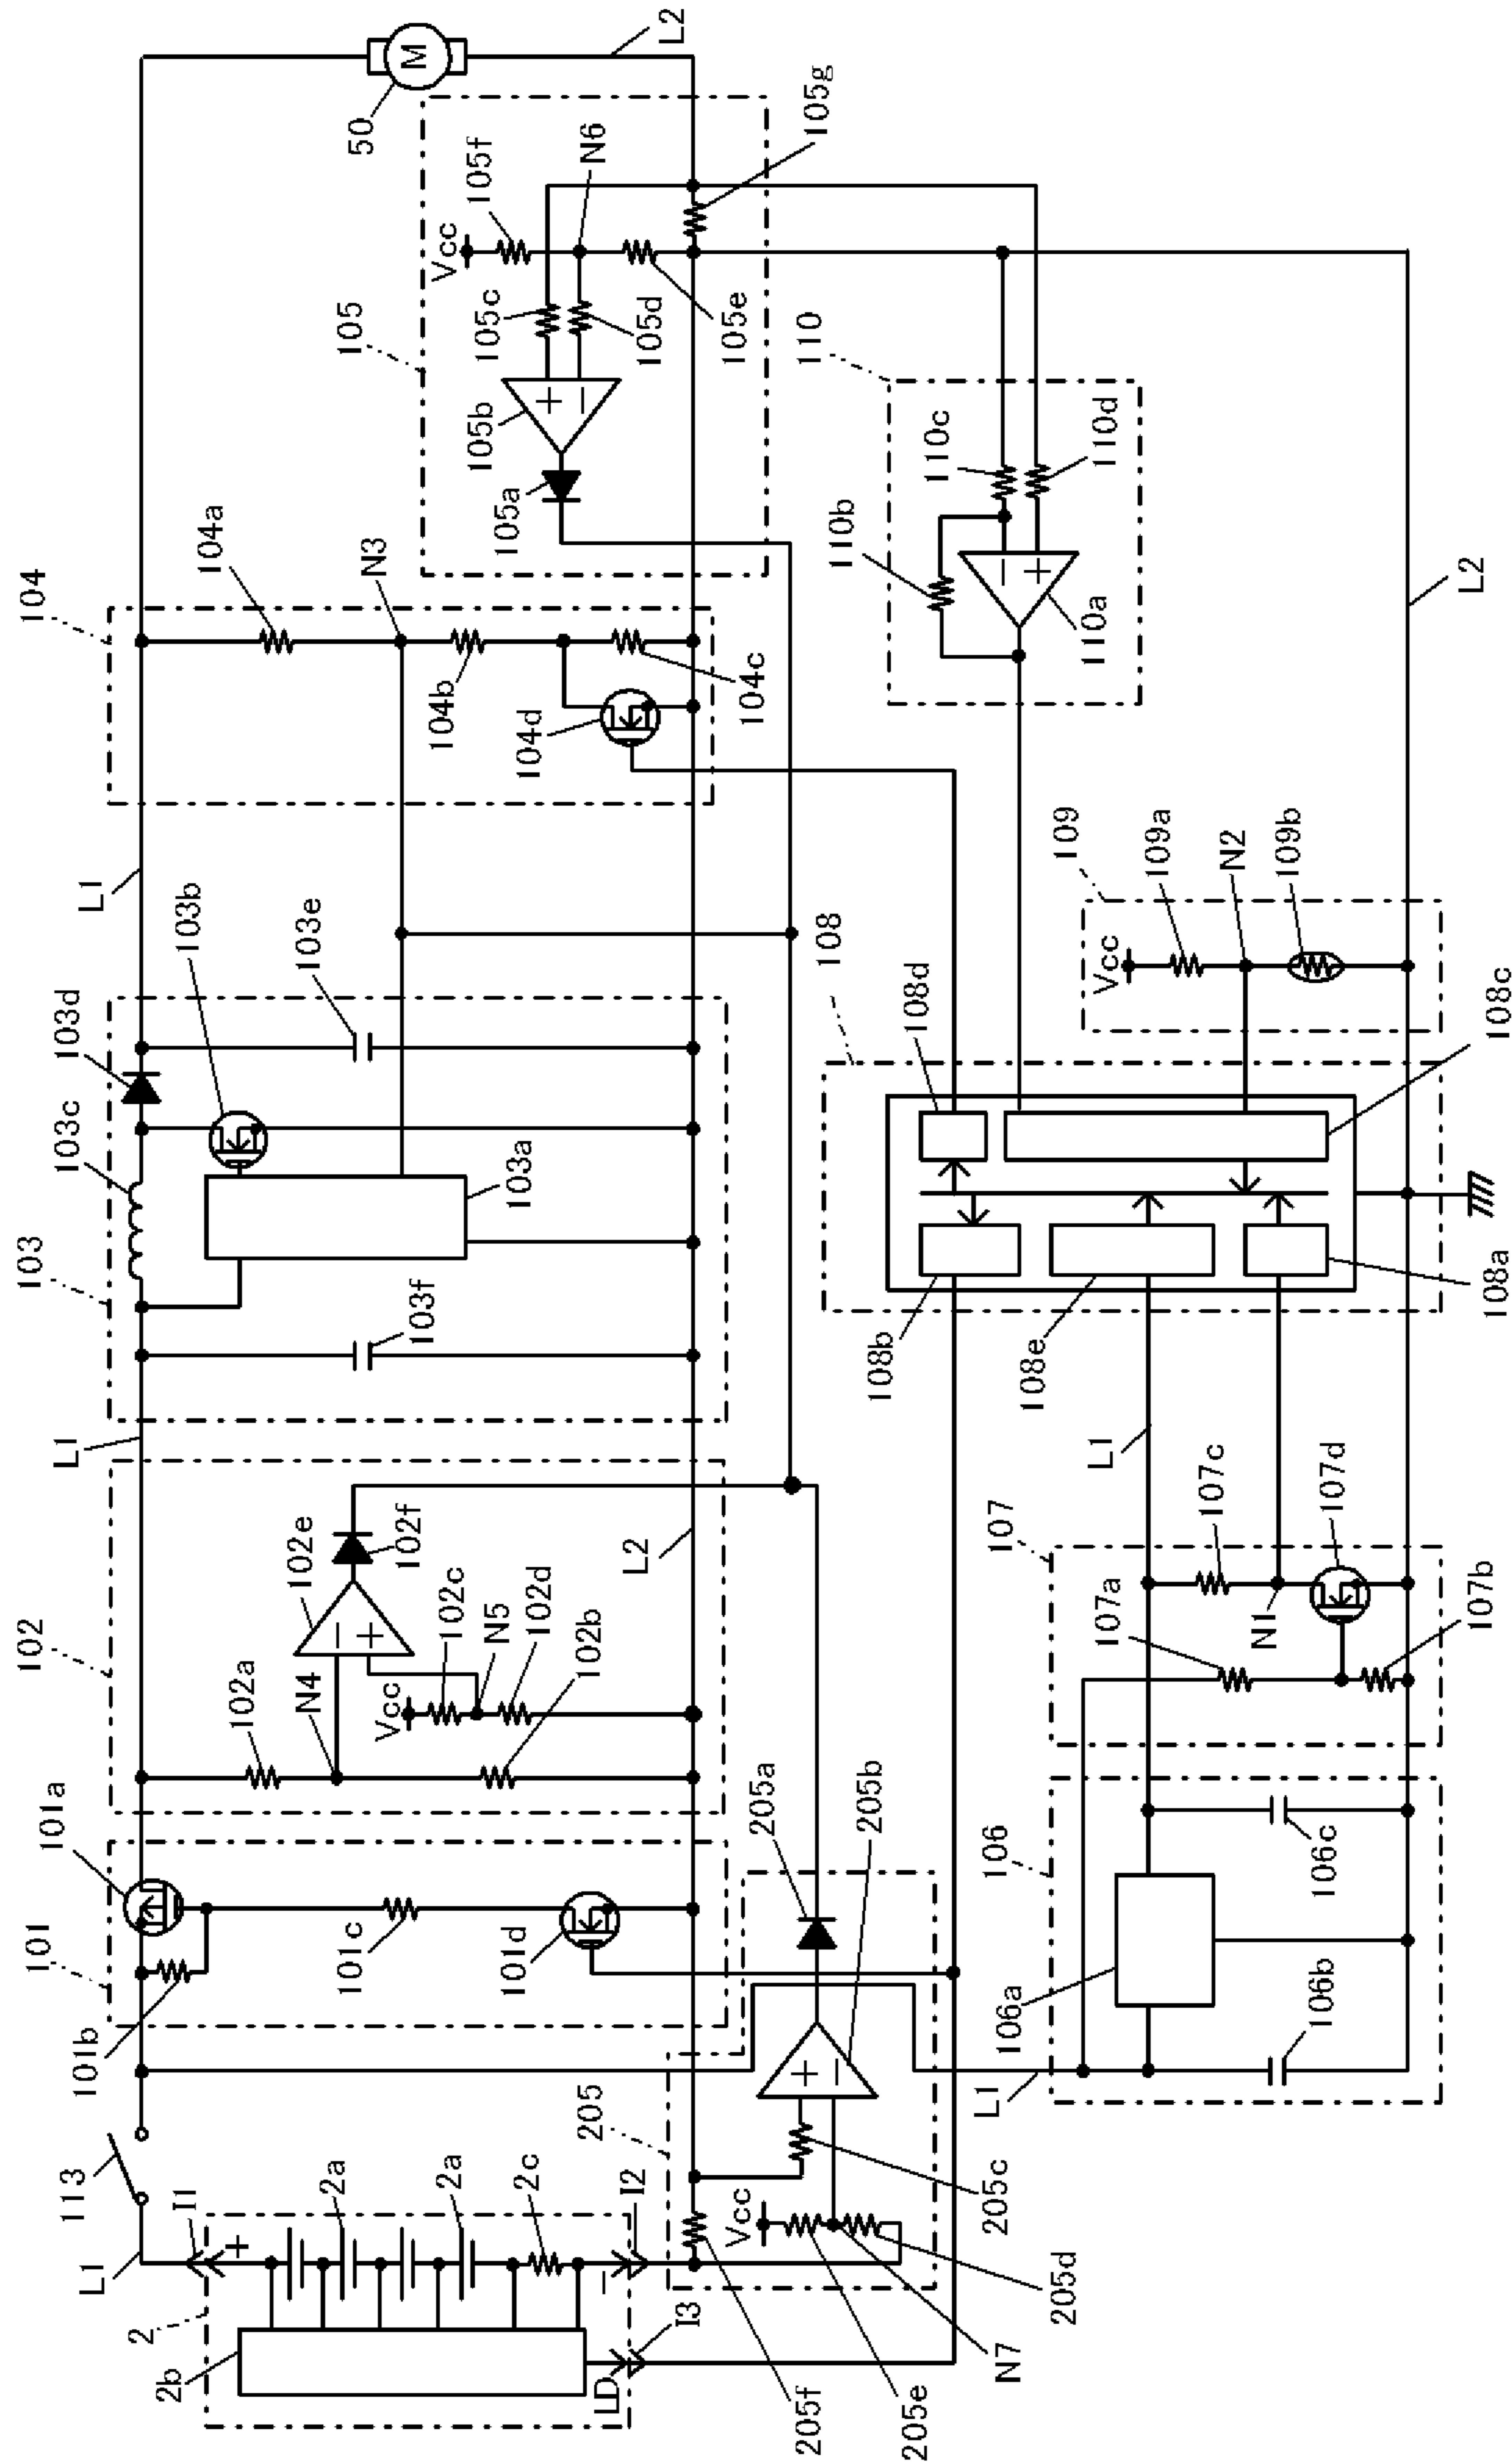 103
103c
103d
L1
104
104a
N3
50
M
L2
103b
103e
103f
103a
104b
104c
104d
105
Vcc
105f
N6
105c
105d
105e
105b
105a
105g
L1
113
I1
L1
101b
101
101a
101c
101d
102
102a
N4
102e
102f
Vcc
102c
N5
102d
102b
L2
2
2b
+
2a
2a
2c
−
I2
LD
I3
205
205a
205b
+
−
205c
Vcc
205d
205e
205f
N7
108
108d
108b
108e
108a
108c
110
110b
110c
110d
110a
−
+
+
−
−
+
109
Vcc
109a
N2
109b
L2
L1
106
106a
106b
106c
107
107a
107c
N1
107d
107b
L1